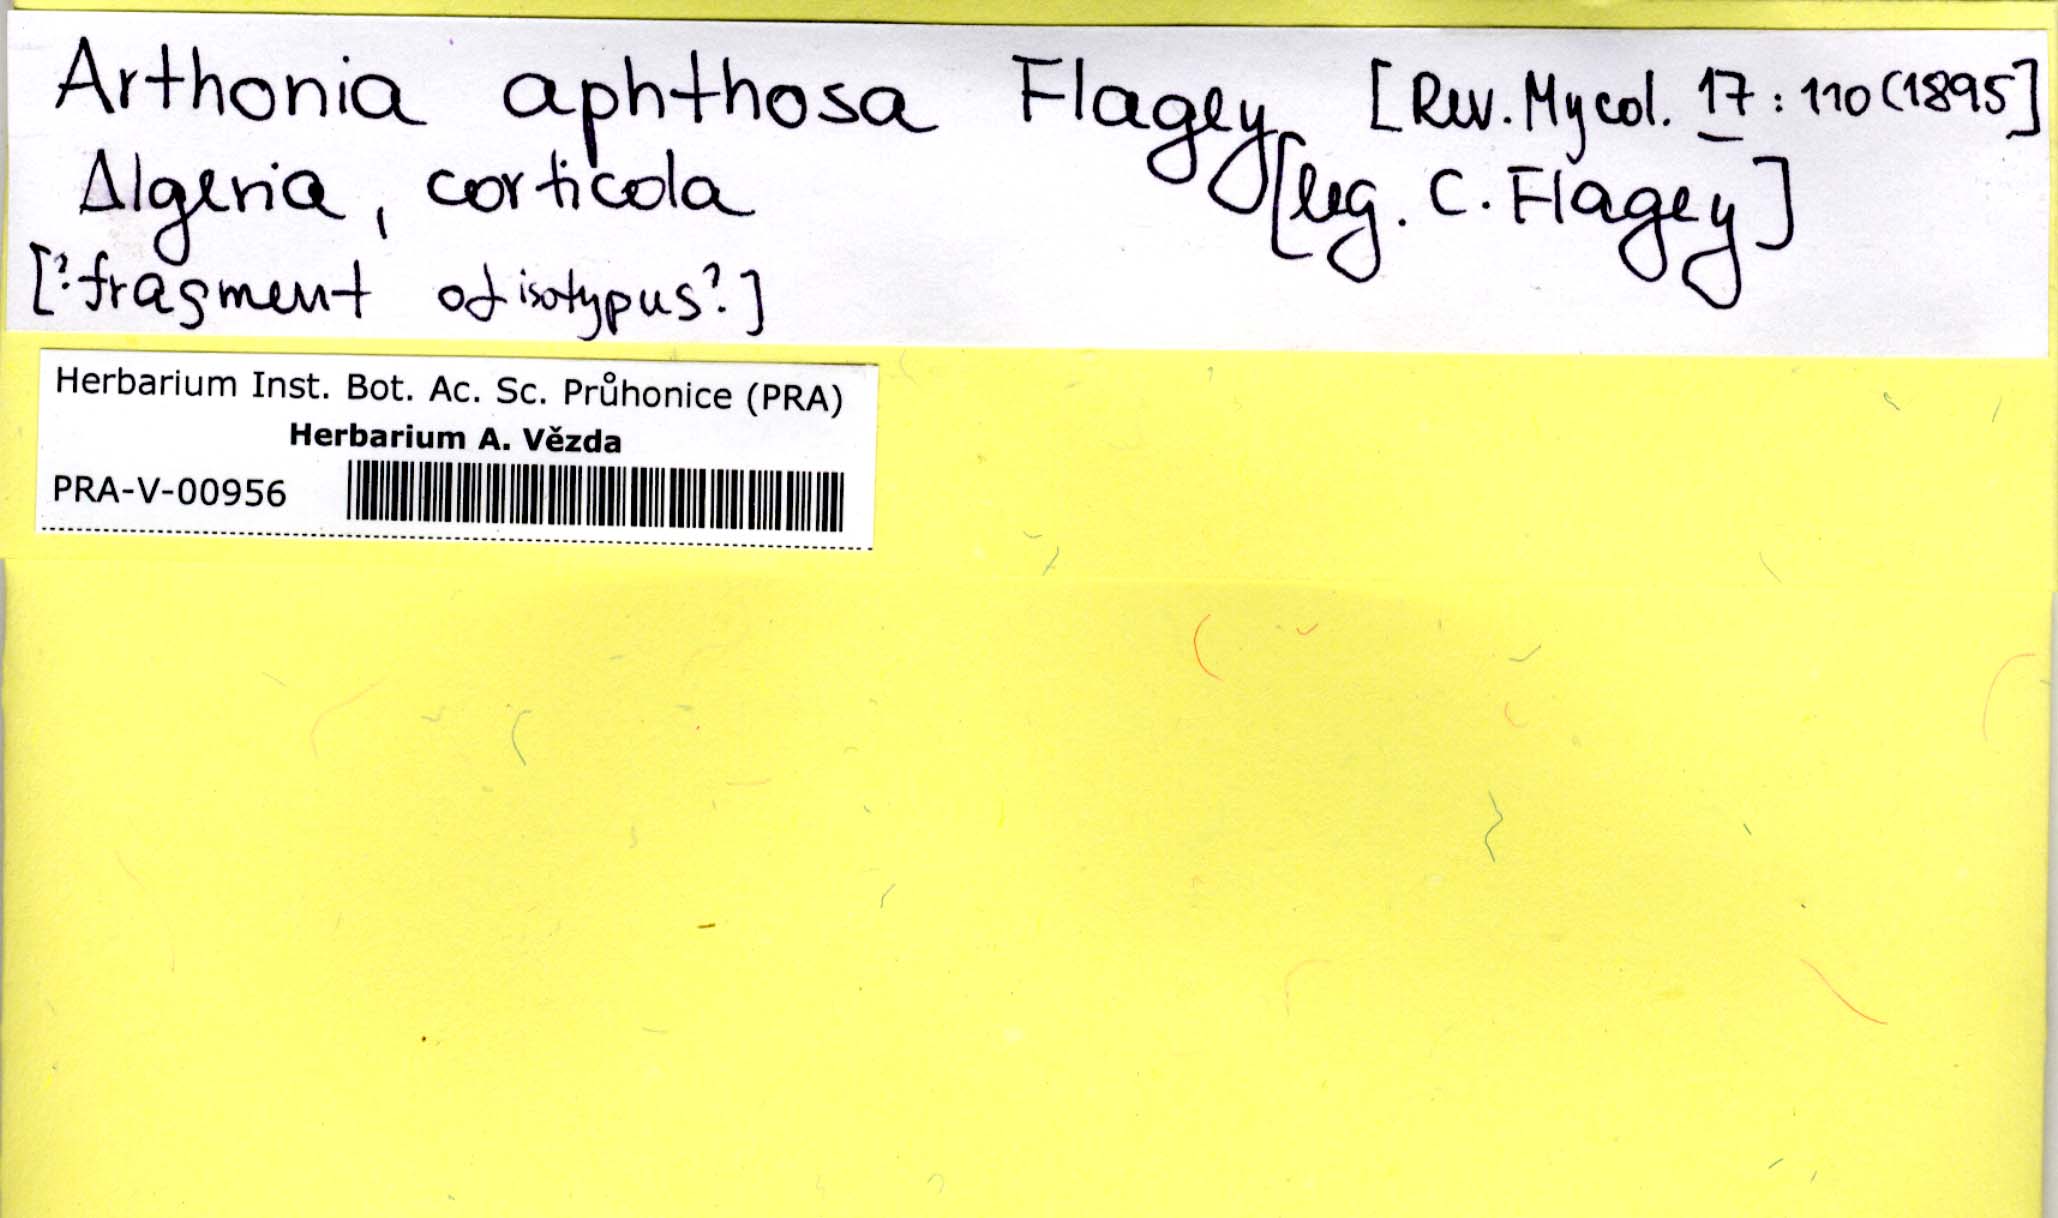 Arthonia aphthosa Flagey [Rev. Mycol. 17 : 110 (1895]
Algeria, corticola [leg. C. Flagey]
[?fragment of isotypus?]
Herbarium Inst. Bot. Ac. Sc. Průhonice (PRA)
Herbarium A. Vězda
PRA-V-00956